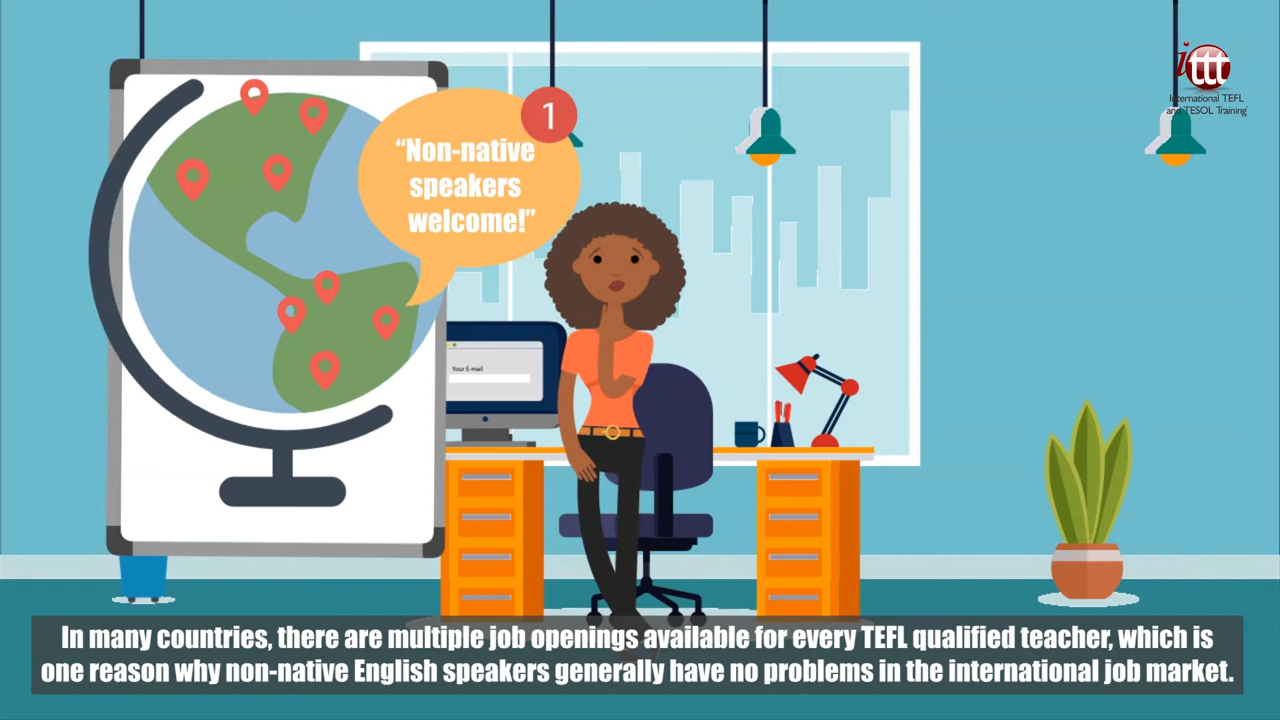 ittt
International TEFL
and TESOL Training
1
“Non-native
speakers
welcome!”
Your E-mail
In many countries, there are multiple job openings available for every TEFL qualified teacher, which is
one reason why non-native English speakers generally have no problems in the international job market.